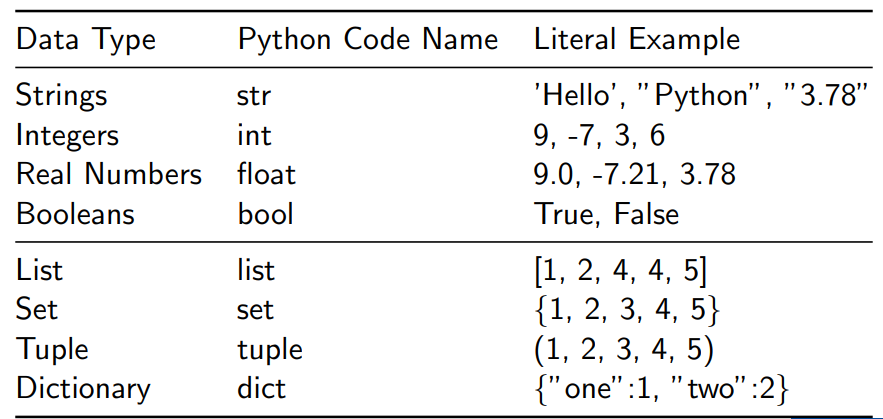 Data Type Python Code Name Literal Example
Strings str 'Hello', "Python", "3.78"
Integers int 9, -7, 3, 6
Real Numbers float 9.0, -7.21, 3.78
Booleans bool True, False
List list [1, 2, 4, 4, 5]
Set set {1, 2, 3, 4, 5}
Tuple tuple (1, 2, 3, 4, 5)
Dictionary dict {"one":1, "two":2}